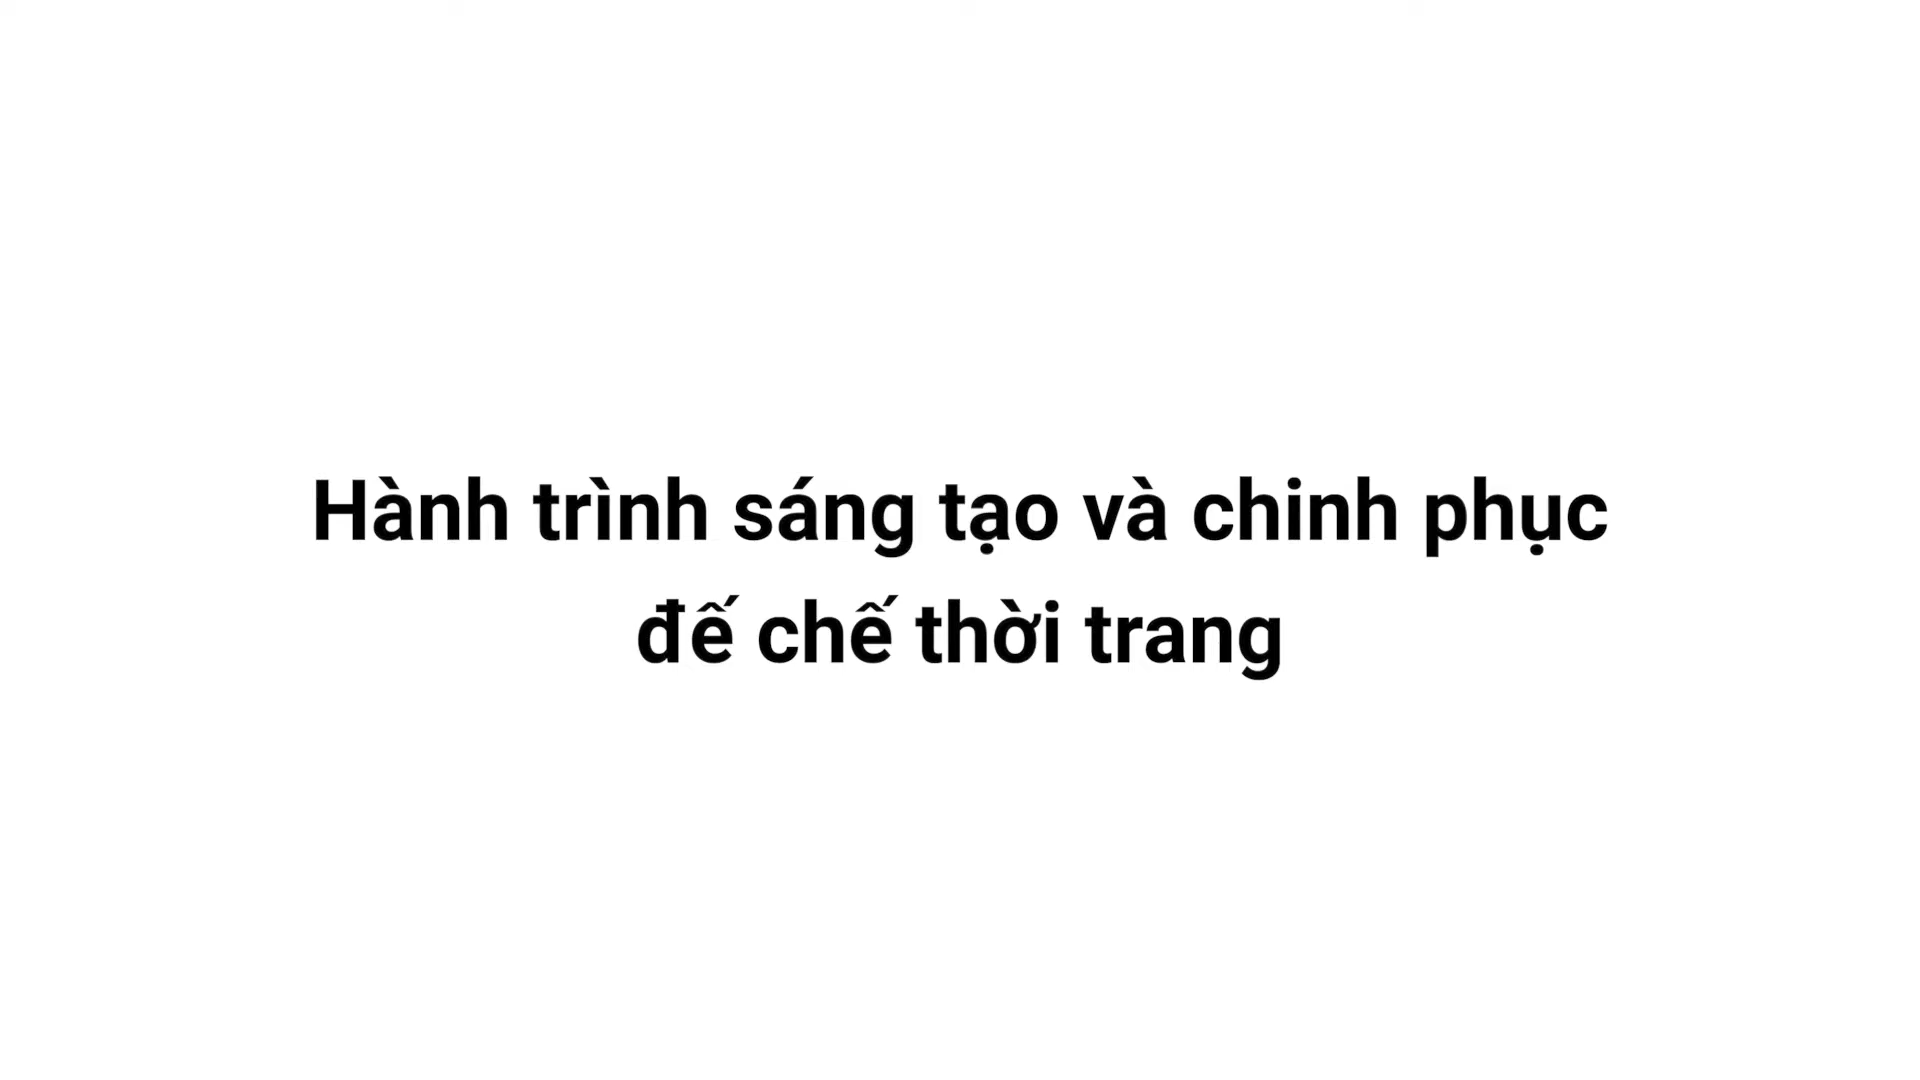 Hành trình sáng tạo và chinh phục
đế chế thời trang